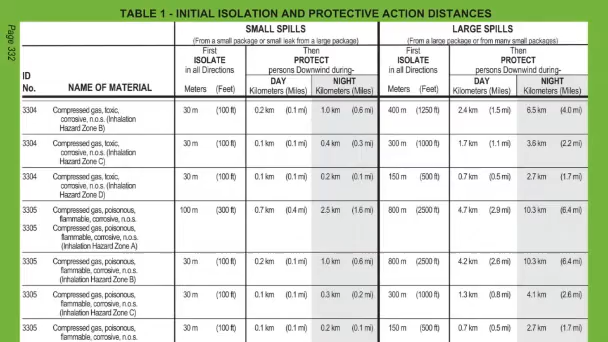 TABLE 1 - INITIAL ISOLATION AND PROTECTIVE ACTION DISTANCES
Page 332
SMALL SPILLS LARGE SPILLS
(From a small package or small leak from a large package) (From a large package or from many small packages)
First Then First Then
ISOLATE PROTECT ISOLATE PROTECT
in all Directions persons Downwind during- in all Directions persons Downwind during-
ID DAY NIGHT DAY NIGHT
No. NAME OF MATERIAL Meters (Feet) Kilometers (Miles) Kilometers (Miles) Meters (Feet) Kilometers (Miles) Kilometers (Miles)
3304 Compressed gas, toxic, 30 m (100 ft) 0.2 km (0.1 mi) 1.0 km (0.6 mi) 400 m (1250 ft) 2.4 km (1.5 mi) 6.5 km (4.0 mi)
corrosive, n.o.s. (Inhalation
Hazard Zone B)
3304 Compressed gas, toxic, 30 m (100 ft) 0.1 km (0.1 mi) 0.4 km (0.3 mi) 300 m (1000 ft) 1.7 km (1.1 mi) 3.6 km (2.2 mi)
corrosive, n.o.s. (Inhalation
Hazard Zone C)
3304 Compressed gas, toxic, 30 m (100 ft) 0.1 km (0.1 mi) 0.2 km (0.1 mi) 150 m (500 ft) 0.7 km (0.5 mi) 2.7 km (1.7 mi)
corrosive, n.o.s. (Inhalation
Hazard Zone D)
3305 Compressed gas, poisonous, 100 m (300 ft) 0.7 km (0.4 mi) 2.5 km (1.6 mi) 800 m (2500 ft) 4.7 km (2.9 mi) 10.3 km (6.4 mi)
flammable, corrosive, n.o.s.
3305 Compressed gas, poisonous,
flammable, corrosive, n.o.s.
(Inhalation Hazard Zone A)
3305 Compressed gas, poisonous, 30 m (100 ft) 0.2 km (0.1 mi) 1.0 km (0.6 mi) 800 m (2500 ft) 4.2 km (2.6 mi) 10.3 km (6.4 mi)
flammable, corrosive, n.o.s.
(Inhalation Hazard Zone B)
3305 Compressed gas, poisonous, 30 m (100 ft) 0.1 km (0.1 mi) 0.3 km (0.2 mi) 300 m (1000 ft) 1.3 km (0.8 mi) 4.1 km (2.6 mi)
flammable, corrosive, n.o.s.
(Inhalation Hazard Zone C)
3305 Compressed gas, poisonous, 30 m (100 ft) 0.1 km (0.1 mi) 0.2 km (0.1 mi) 150 m (500 ft) 0.7 km (0.5 mi) 2.7 km (1.7 mi)
flammable, corrosive, n.o.s.